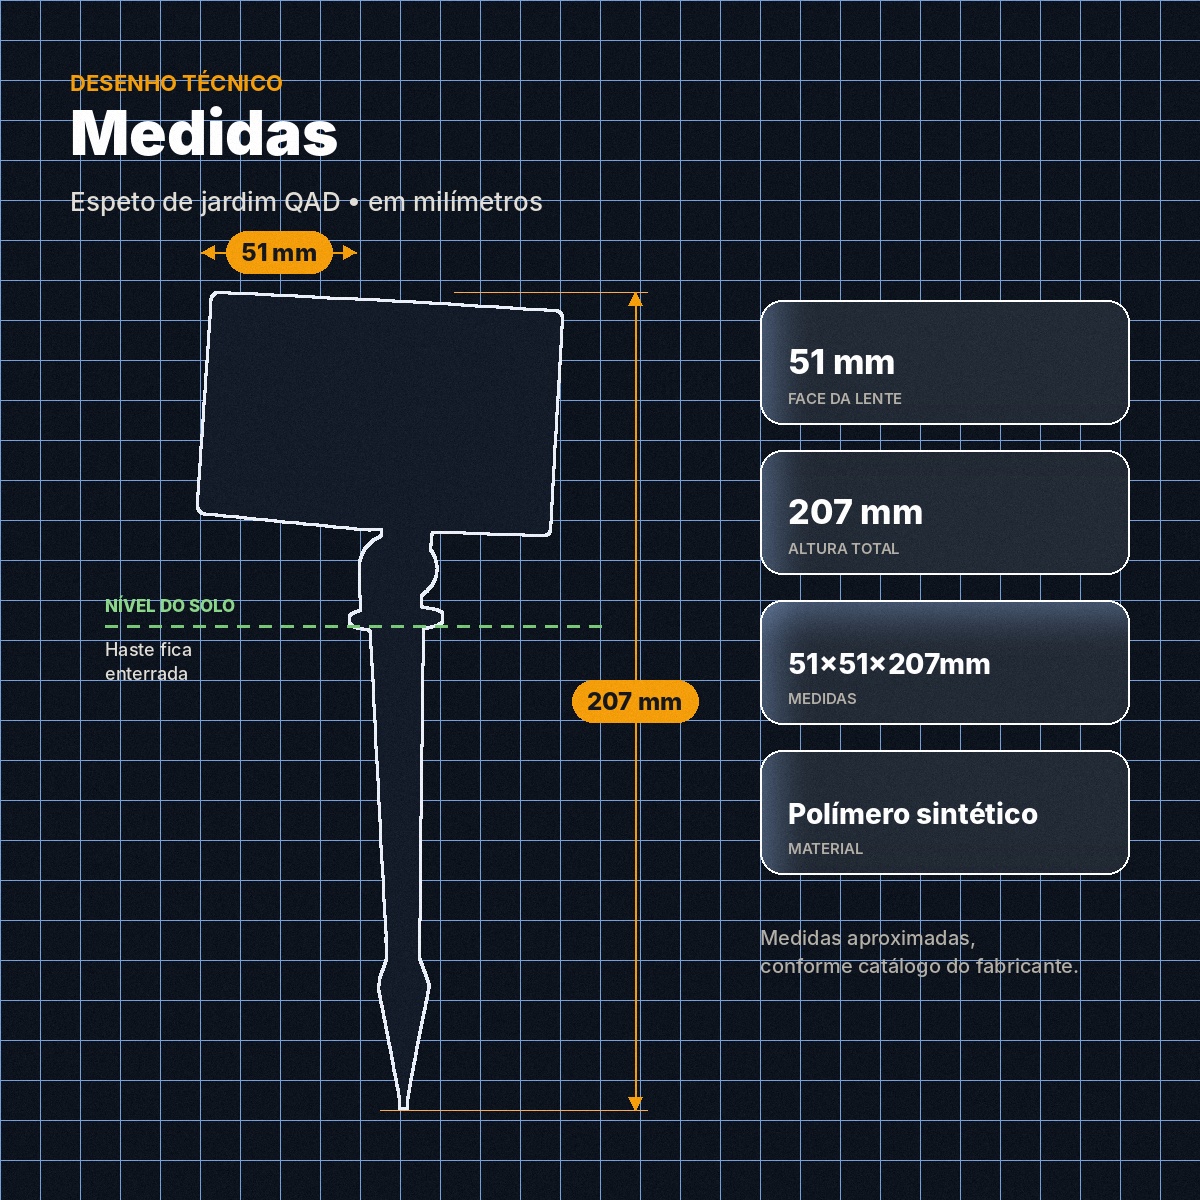 DESENHO TÉCNICO
Medidas
Espeto de jardim QAD • em milímetros
51 mm
51 mm
FACE DA LENTE
207 mm
ALTURA TOTAL
NÍVEL DO SOLO
Haste fica
enterrada
51×51×207mm
MEDIDAS
207 mm
Polímero sintético
MATERIAL
Medidas aproximadas,
conforme catálogo do fabricante.